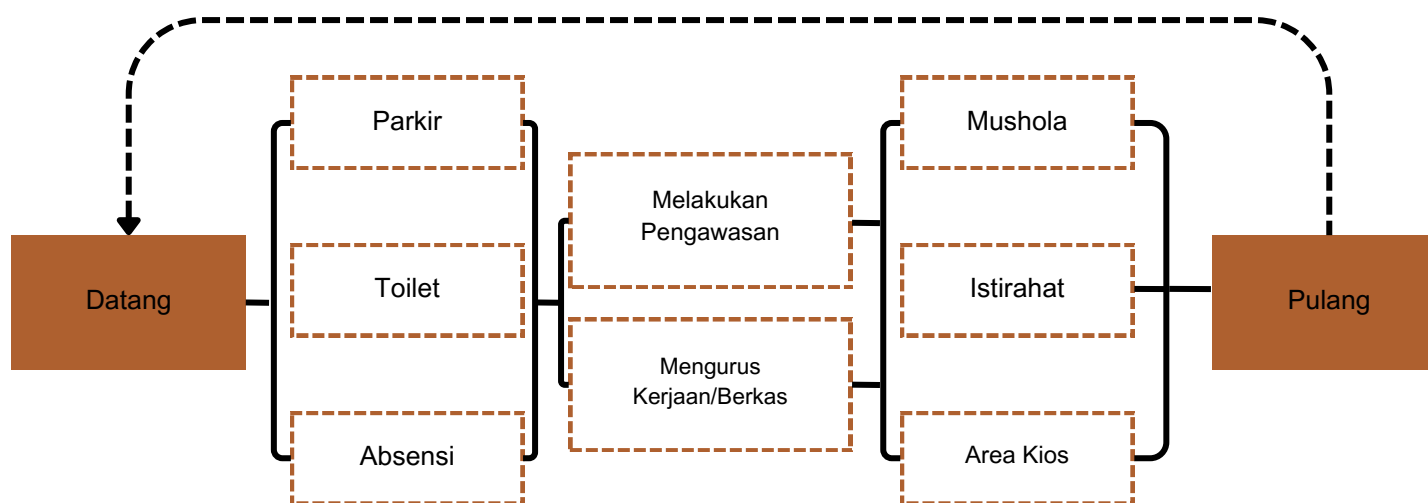 Datang
Parkir
Toilet
Absensi
Melakukan
Pengawasan
Mengurus
Kerjaan/Berkas
Mushola
Istirahat
Area Kios
Pulang